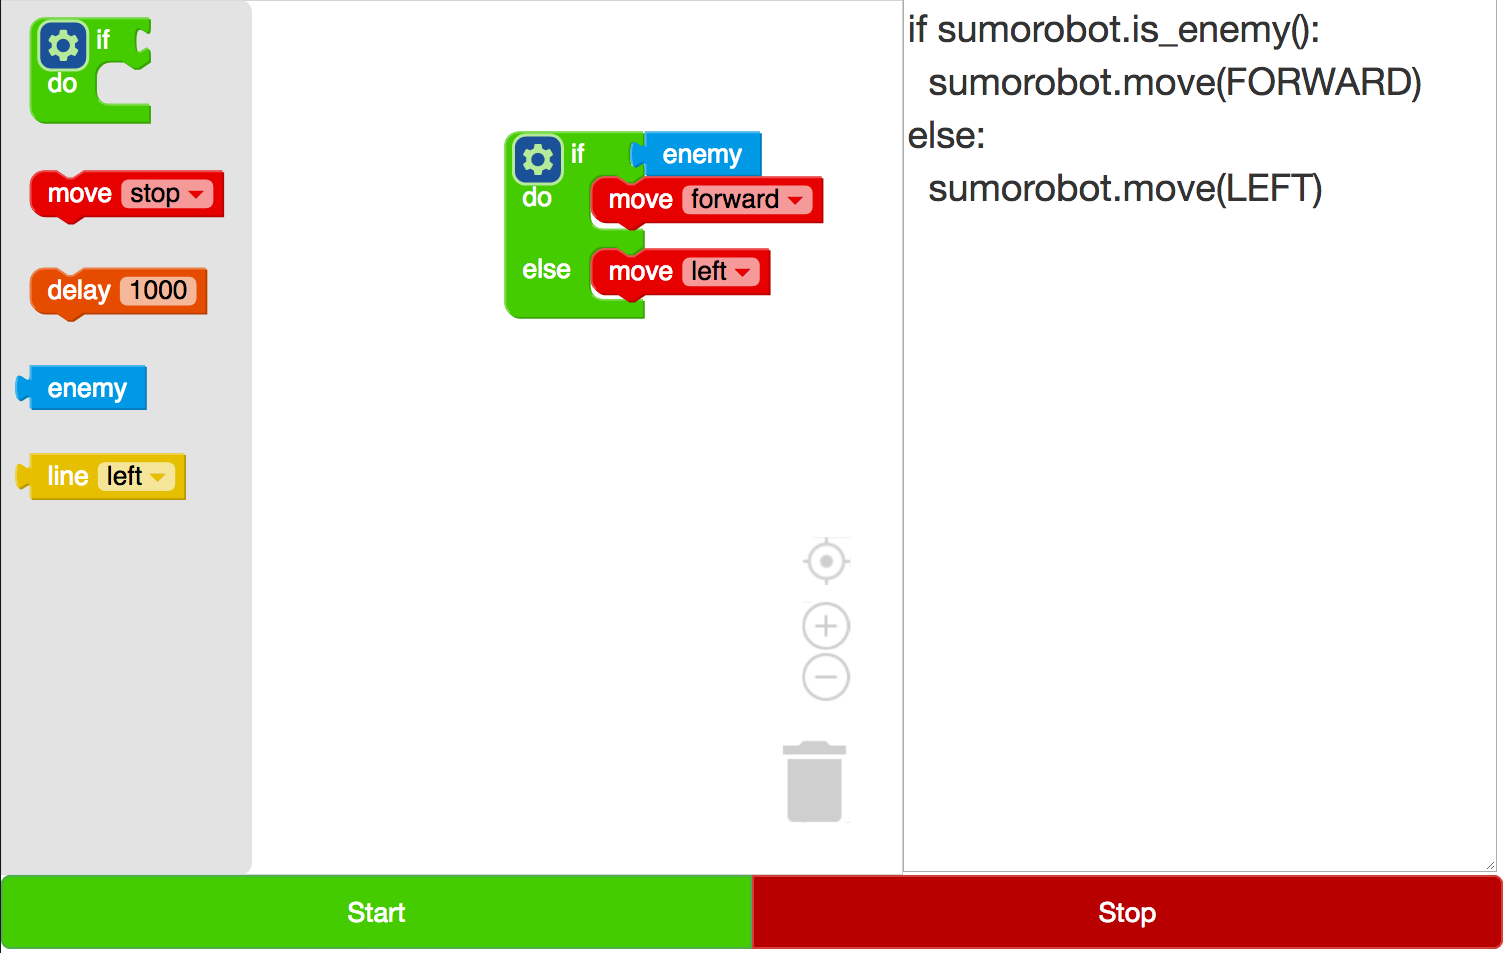 if
do
move stop
delay 1000
enemy
line left
if enemy
do move forward
else move left
if sumorobot.is_enemy():
  sumorobot.move(FORWARD)
else:
  sumorobot.move(LEFT)
Start
Stop